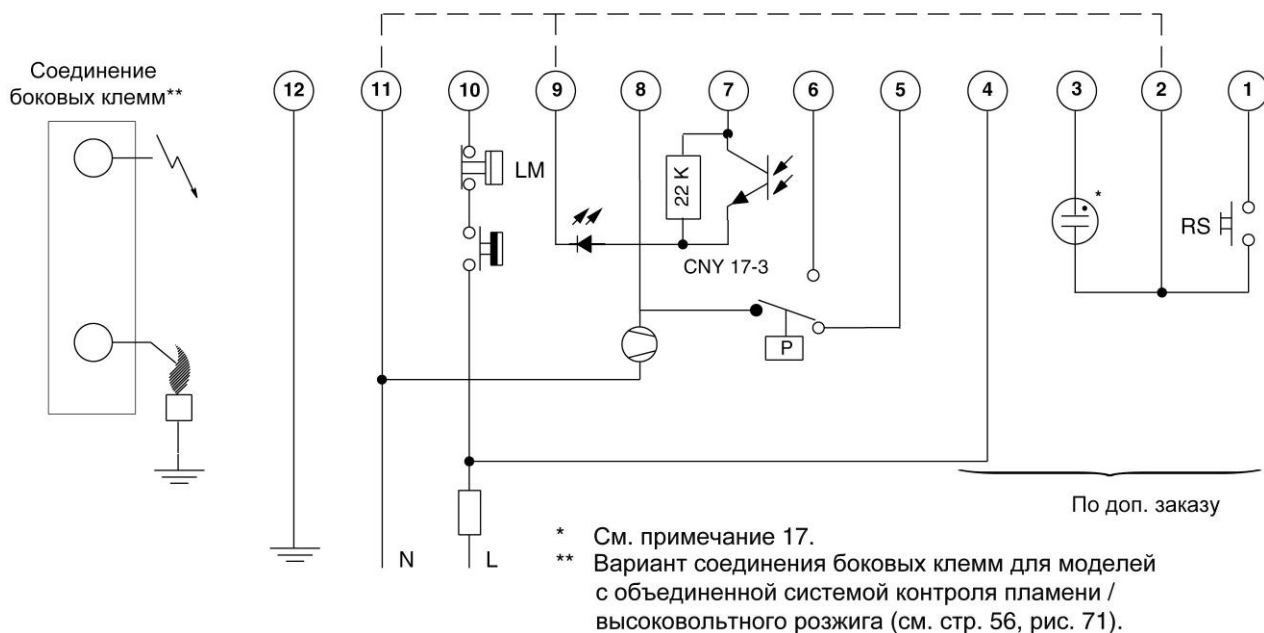 Соединение
боковых клемм**
12 11 10 9 8 7 6 5 4 3 2 1
LM
22 K
*
RS
CNY 17-3
P
По доп. заказу
N L
* См. примечание 17.
** Вариант соединения боковых клемм для моделей
с объединенной системой контроля пламени /
высоковольтного розжига (см. стр. 56, рис. 71).